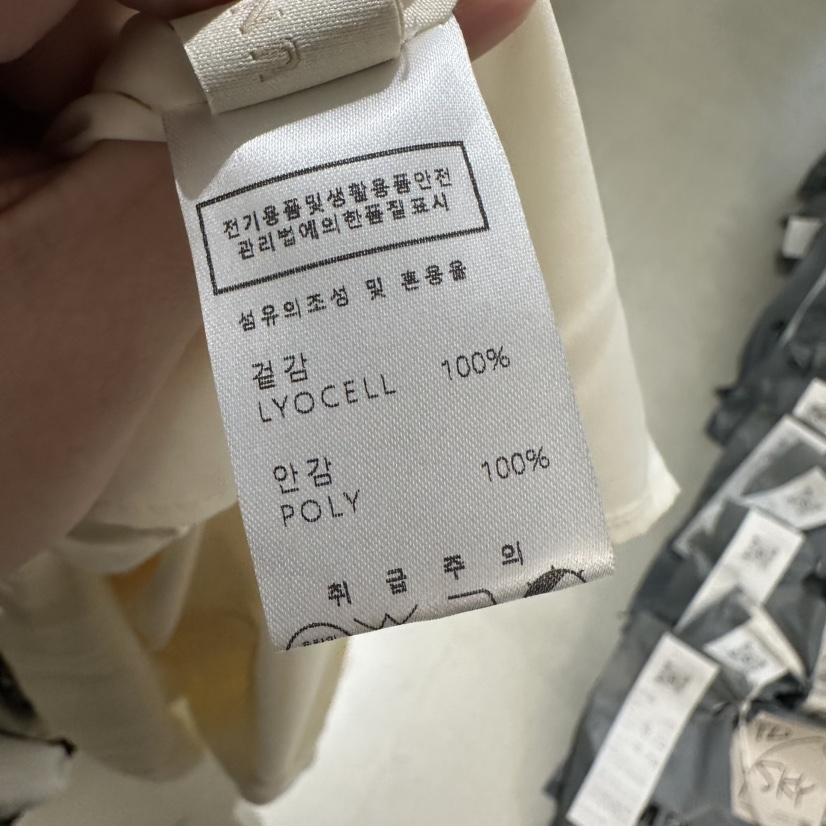 전기용품및생활용품안전
관리법에의한품질표시
섬유의조성 및 혼용율
겉감
LYOCELL 100%
안감
POLY 100%
취급주의
SKY